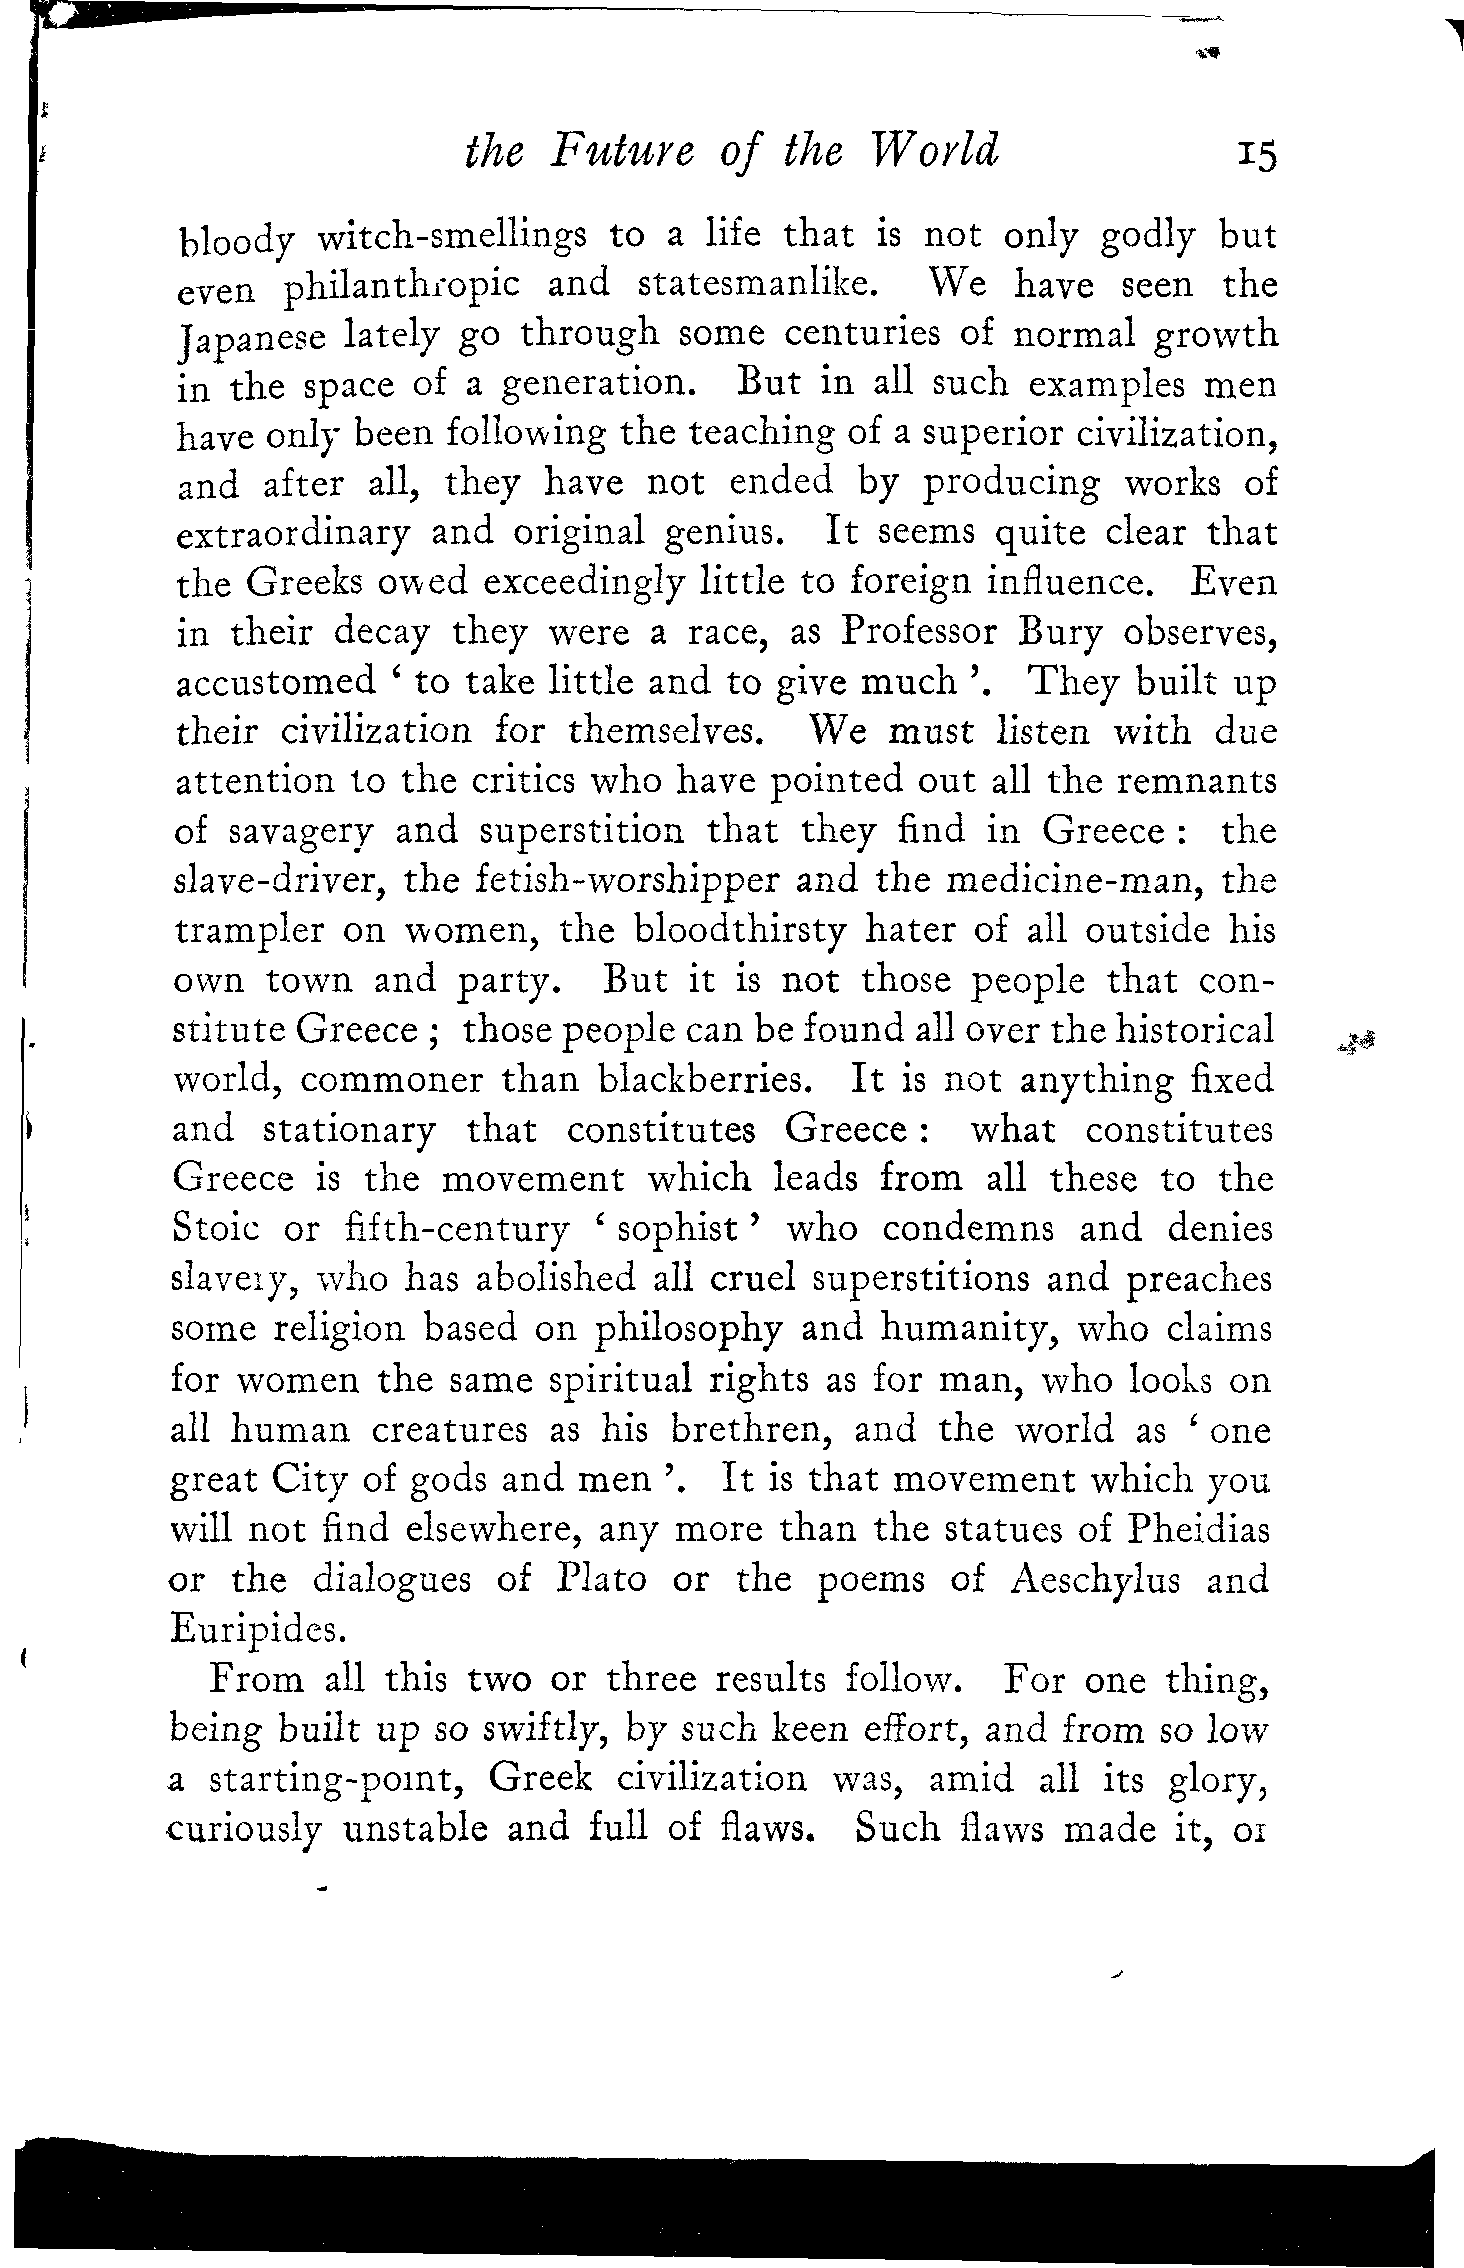 the Future of the World 15
bloody witch-smellings to a life that is not only godly but
even philanthropic and statesmanlike. We have seen the
Japanese lately go through some centuries of normal growth
in the space of a generation. But in all such examples men
have only been following the teaching of a superior civilization,
and after all, they have not ended by producing works of
extraordinary and original genius. It seems quite clear that
the Greeks owed exceedingly little to foreign influence. Even
in their decay they were a race, as Professor Bury observes,
accustomed ‘ to take little and to give much ’. They built up
their civilization for themselves. We must listen with due
attention to the critics who have pointed out all the remnants
of savagery and superstition that they find in Greece : the
slave-driver, the fetish-worshipper and the medicine-man, the
trampler on women, the bloodthirsty hater of all outside his
own town and party. But it is not those people that con-
stitute Greece ; those people can be found all over the historical
world, commoner than blackberries. It is not anything fixed
and stationary that constitutes Greece : what constitutes
Greece is the movement which leads from all these to the
Stoic or fifth-century ‘ sophist ’ who condemns and denies
slavery, who has abolished all cruel superstitions and preaches
some religion based on philosophy and humanity, who claims
for women the same spiritual rights as for man, who looks on
all human creatures as his brethren, and the world as ‘ one
great City of gods and men ’. It is that movement which you
will not find elsewhere, any more than the statues of Pheidias
or the dialogues of Plato or the poems of Aeschylus and
Euripides.
From all this two or three results follow. For one thing,
being built up so swiftly, by such keen effort, and from so low
a starting-point, Greek civilization was, amid all its glory,
curiously unstable and full of flaws. Such flaws made it, or